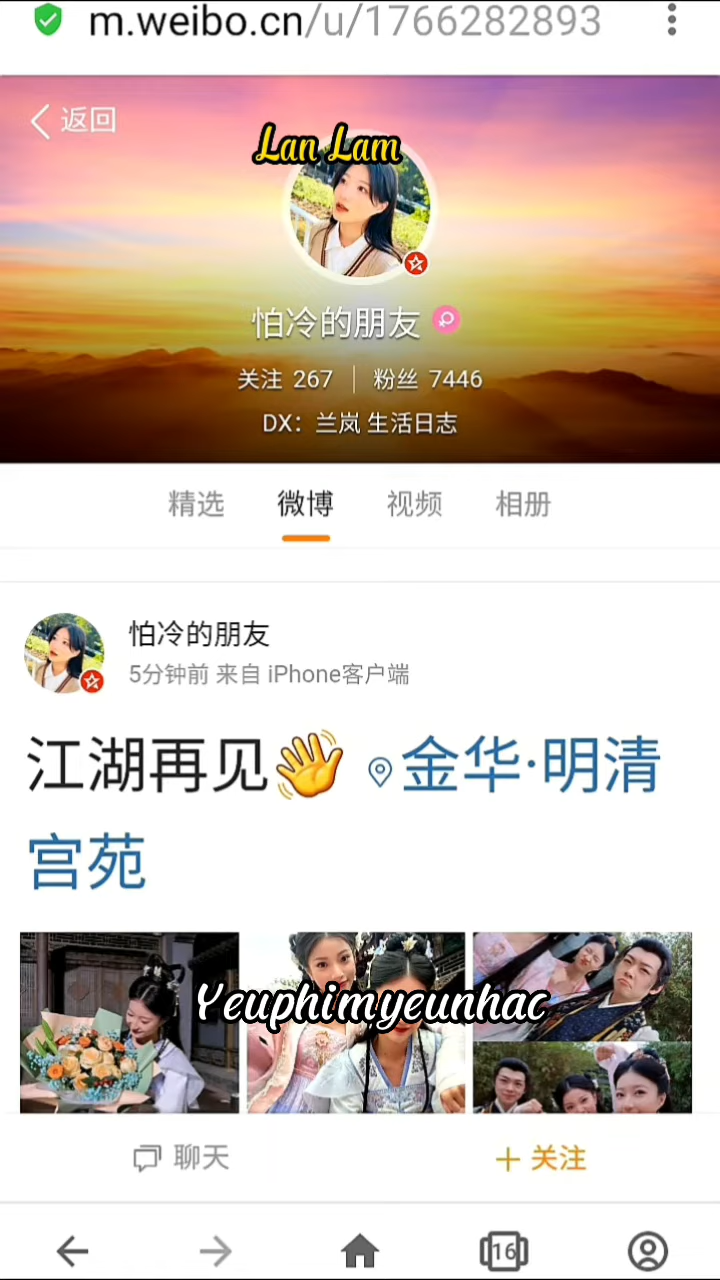 m.weibo.cn/u/1766282893
返回
Lan Lam
怕冷的朋友
关注 267 | 粉丝 7446
DX：兰岚 生活日志
精选 微博 视频 相册
怕冷的朋友
5分钟前 来自 iPhone客户端
江湖再见👋 金华·明清
宫苑
Yeuphimyeunhac
聊天 + 关注
16